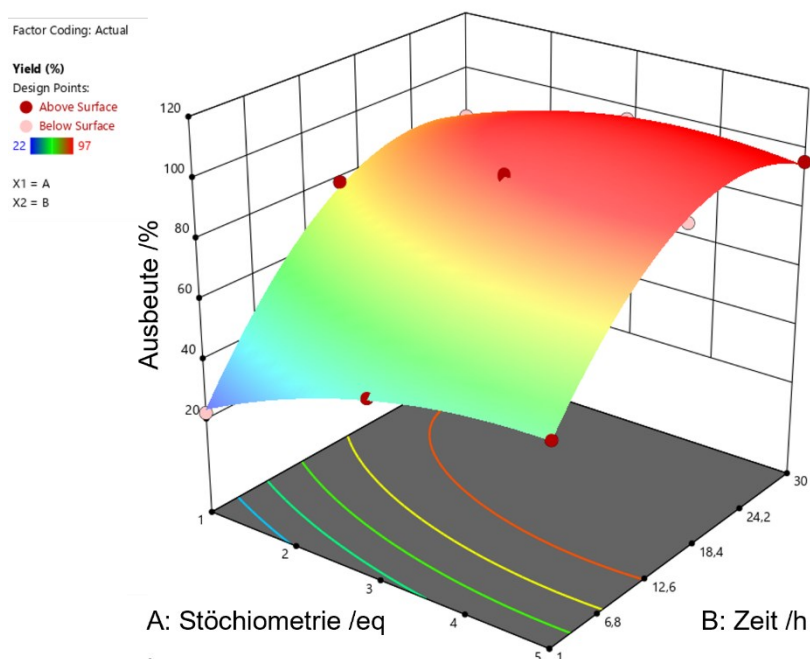 Factor Coding: Actual
Yield (%)
Design Points:
Above Surface
Below Surface
22 97
X1 = A
X2 = B
Ausbeute /%
120
100
80
60
40
20
1
2
3
4
5
1
6,8
12,6
18,4
24,2
30
A: Stöchiometrie /eq
B: Zeit /h